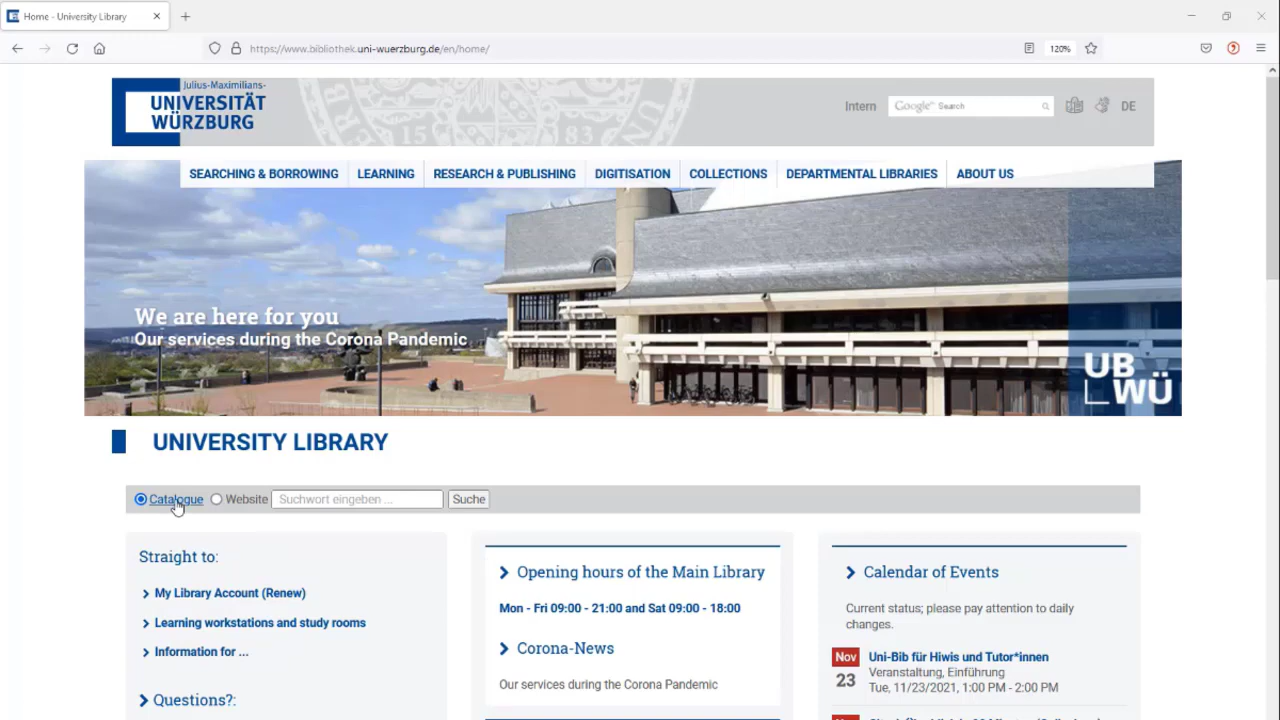 Home - University Library
https://www.bibliothek.uni-wuerzburg.de/en/home/
120%
Julius-Maximilians-
UNIVERSITÄT
WÜRZBURG
Intern
Google Search
DE
15 83
SEARCHING & BORROWING
LEARNING
RESEARCH & PUBLISHING
DIGITISATION
COLLECTIONS
DEPARTMENTAL LIBRARIES
ABOUT US
We are here for you
Our services during the Corona Pandemic
UB
WÜ
UNIVERSITY LIBRARY
Catalogue
Website
Suchwort eingeben ...
Suche
Straight to:
My Library Account (Renew)
Learning workstations and study rooms
Information for ...
Questions?:
Opening hours of the Main Library
Mon - Fri 09:00 - 21:00 and Sat 09:00 - 18:00
Corona-News
Our services during the Corona Pandemic
Calendar of Events
Current status; please pay attention to daily
changes.
Nov
23
Uni-Bib für Hiwis und Tutor*innen
Veranstaltung, Einführung
Tue, 11/23/2021, 1:00 PM - 2:00 PM